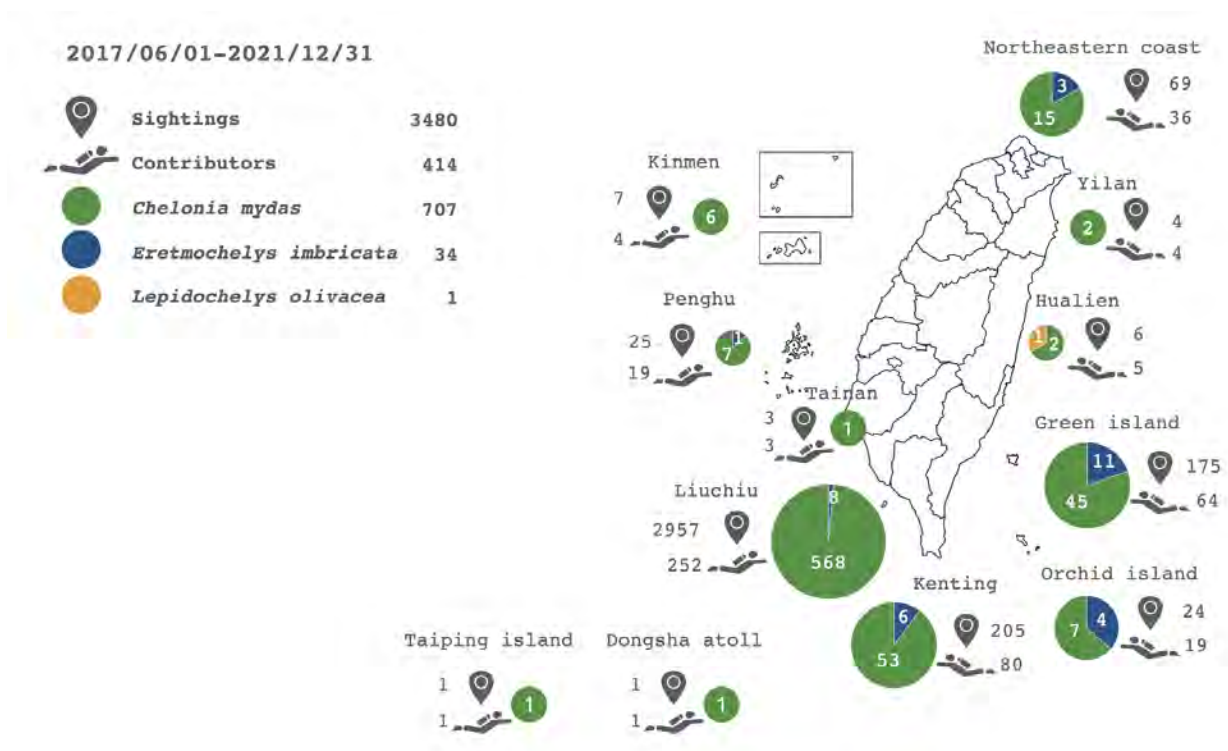 2017/06/01-2021/12/31
Sightings 3480
Contributors 414
Chelonia mydas 707
Eretmochelys imbricata 34
Lepidochelys olivacea 1
Northeastern coast
3
15
69
36
Kinmen
7
4
6
Yilan
2
4
4
Penghu
25
19
1
7
Hualien
1
2
6
5
Tainan
3
3
1
Green island
11
45
175
64
Liuchiu
2957
252
8
568
Kenting
6
53
205
80
Orchid island
4
7
24
19
Taiping island
1
1
1
Dongsha atoll
1
1
1